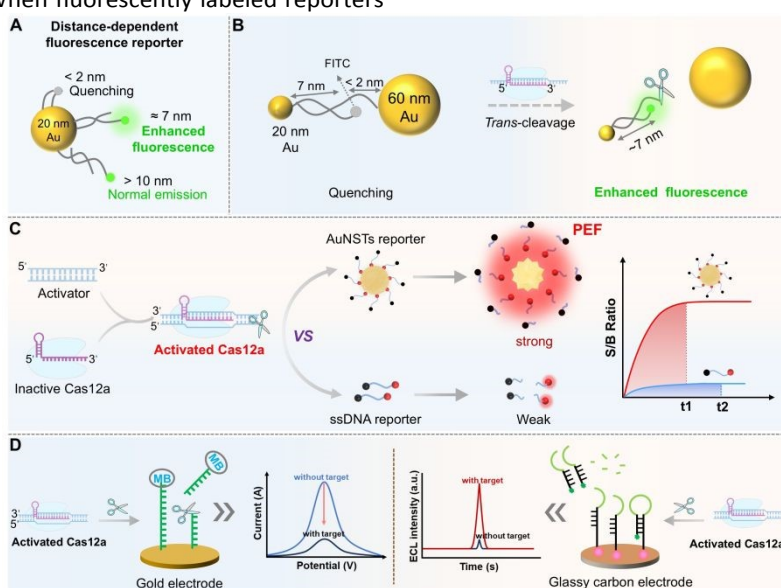 when fluorescently labeled reporters
A
Distance-dependent
fluorescence reporter
< 2 nm
Quenching
20 nm
Au
≈ 7 nm
Enhanced
fluorescence
> 10 nm
Normal emission
B
FITC
7 nm
< 2 nm
60 nm
Au
20 nm
Au
Quenching
5'
3'
Trans-cleavage
~7 nm
Enhanced fluorescence
C
5'
3'
Activator
5'
3'
Inactive Cas12a
3'
5'
Activated Cas12a
VS
AuNSTs reporter
PEF
strong
ssDNA reporter
Weak
S/B Ratio
t1
t2
D
3'
5'
Activated Cas12a
MB
MB
Gold electrode
without target
with target
Current (A)
Potential (V)
ECL intensity (a.u.)
with target
without target
Time (s)
Glassy carbon electrode
3'
5'
Activated Cas12a